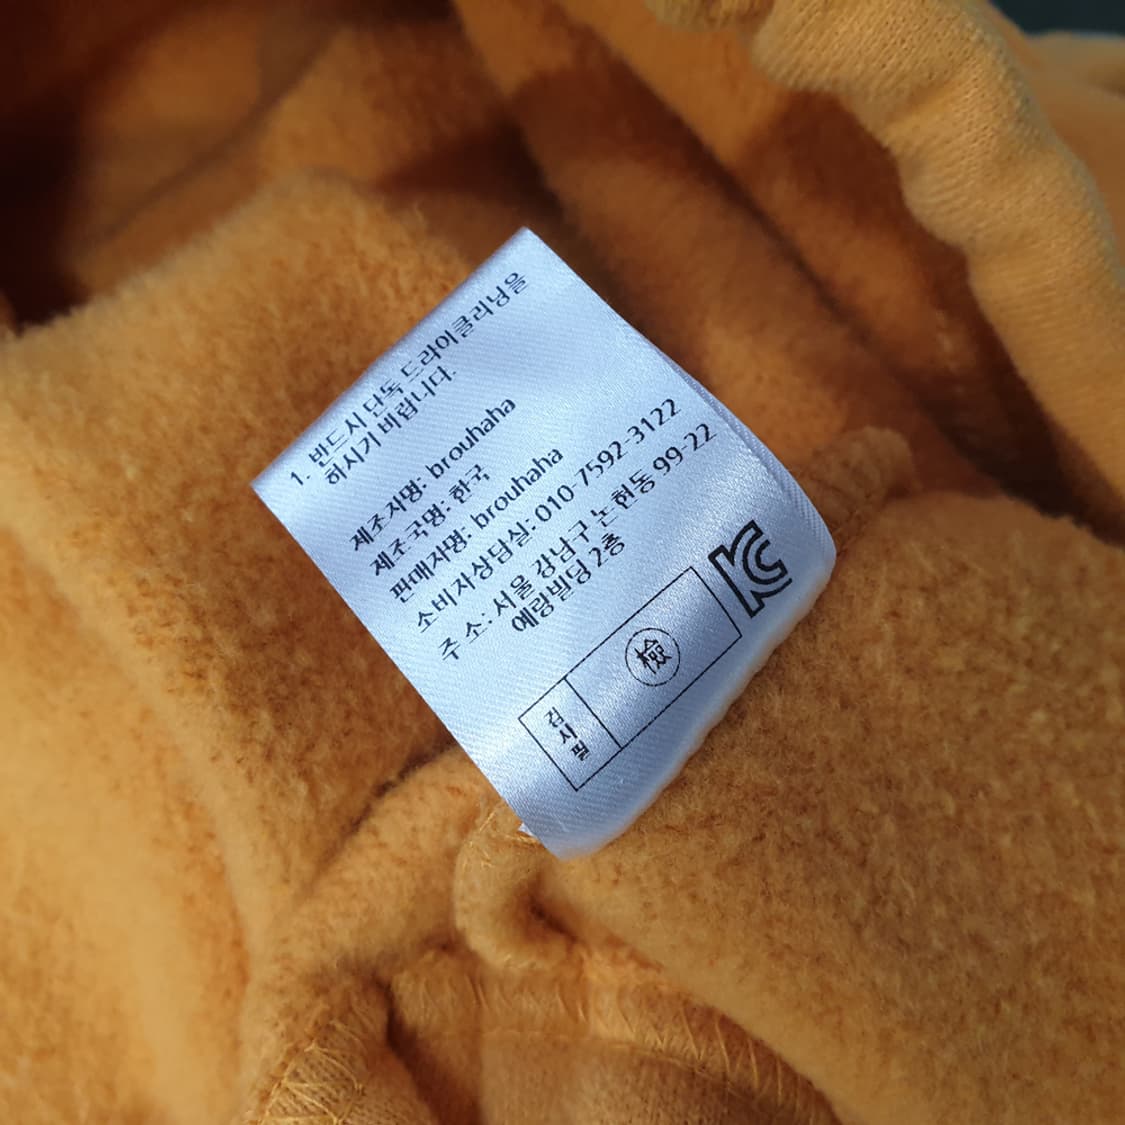 1. 반드시 단독 드라이클리닝을
하시기 바랍니다.
제조자명: brouhaha
제조국명: 한국
판매자명: brouhaha
소비자상담실: 010-7592-3122
주 소: 서울 강남구 논현동 99-22
예랑빌딩 2층
검사필
檢
KC